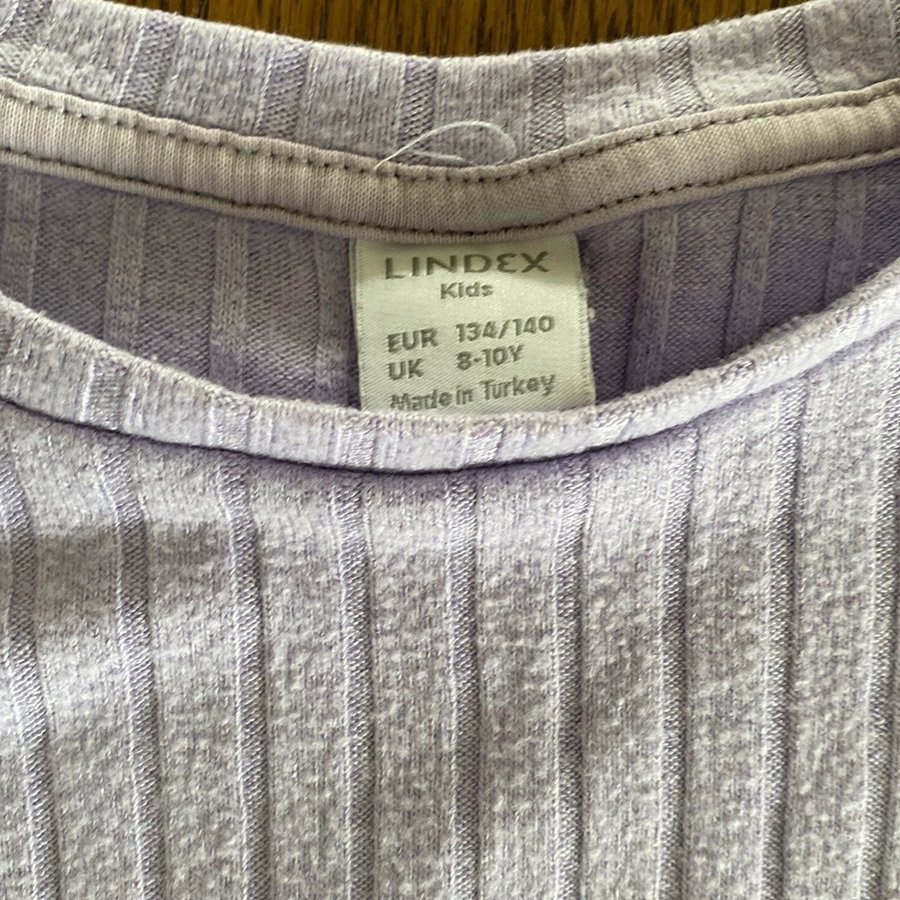 LINDEX
Kids
EUR 134/140
UK 8-10Y
Made in Turkey